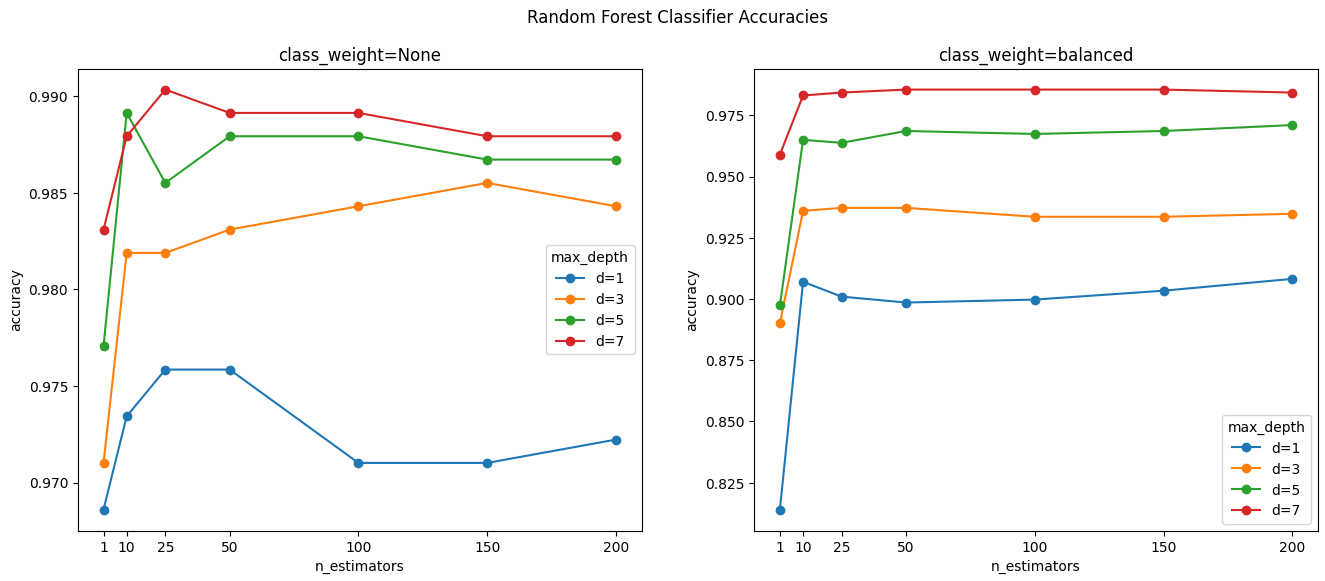 Random Forest Classifier Accuracies
class_weight=None
accuracy
0.990
0.985
0.980
0.975
0.970
max_depth
d=1
d=3
d=5
d=7
1 10 25 50 100 150 200
n_estimators
class_weight=balanced
accuracy
0.975
0.950
0.925
0.900
0.875
0.850
0.825
max_depth
d=1
d=3
d=5
d=7
1 10 25 50 100 150 200
n_estimators